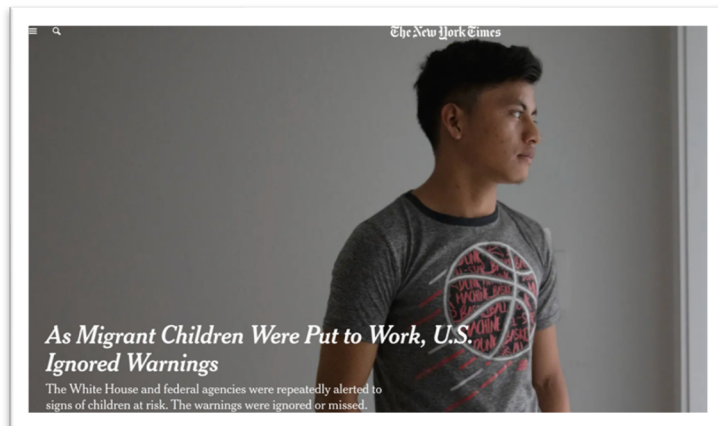 The New York Times
As Migrant Children Were Put to Work, U.S.
Ignored Warnings
The White House and federal agencies were repeatedly alerted to
signs of children at risk. The warnings were ignored or missed.
MACHINE